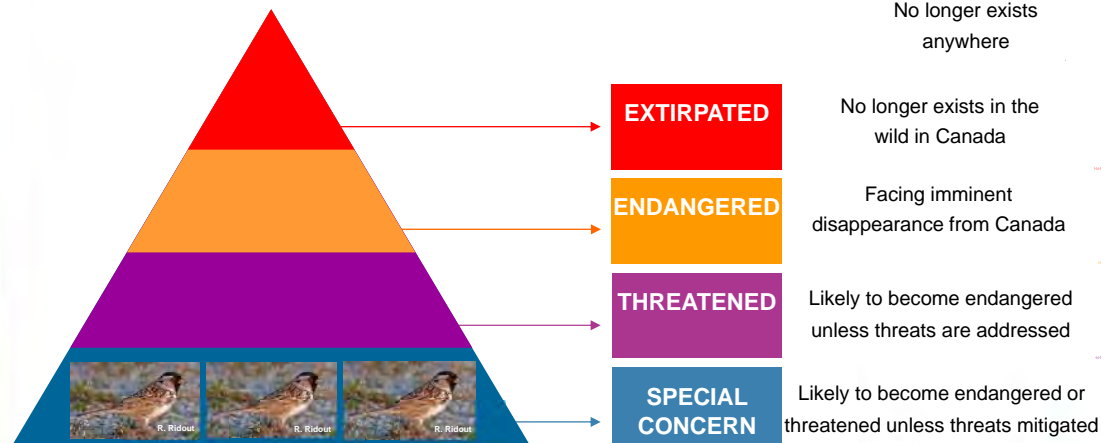 No longer exists
anywhere
EXTIRPATED
No longer exists in the
wild in Canada
ENDANGERED
Facing imminent
disappearance from Canada
THREATENED
Likely to become endangered
unless threats are addressed
SPECIAL
CONCERN
Likely to become endangered or
threatened unless threats mitigated
R. Ridout
R. Ridout
R. Ridout